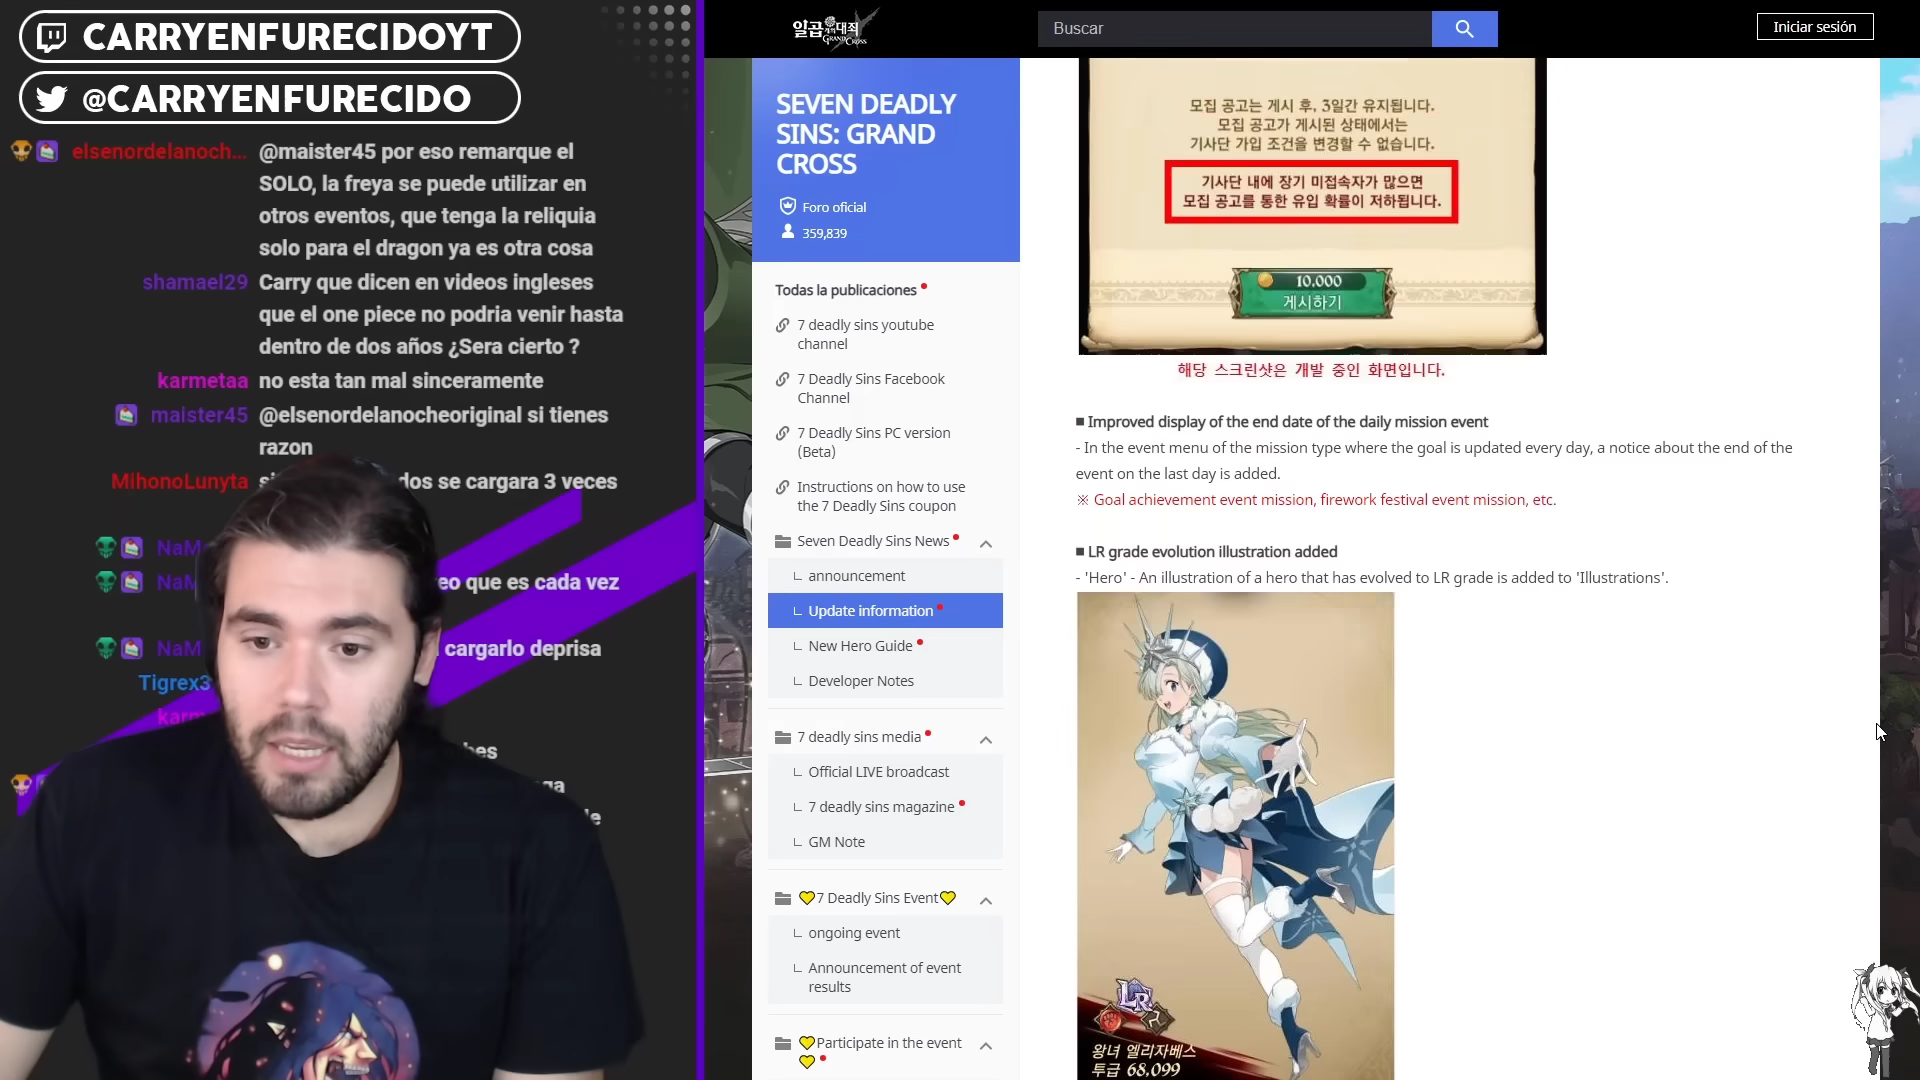 CARRYENFURECIDOYT
@CARRYENFURECIDO
elsenordelanoch... @maister45 por eso remarque el
SOLO, la freya se puede utilizar en
otros eventos, que tenga la reliquia
solo para el dragon ya es otra cosa
shamael29 Carry que dicen en videos ingleses
que el one piece no podria venir hasta
dentro de dos años ¿Sera cierto ?
karmetaa no esta tan mal sinceramente
maister45 @elsenordelanocheoriginal si tienes
razon
MihonoLunyta dos se cargara 3 veces
NaM
NaM eo que es cada vez
NaM cargarlo deprisa
Tigrex3
karm
hes
ga
le
알곱 대죄
GRAND CROSS
Buscar
Iniciar sesión
SEVEN DEADLY
SINS: GRAND
CROSS
Foro oficial
359,839
Todas la publicaciones
7 deadly sins youtube
channel
7 Deadly Sins Facebook
Channel
7 Deadly Sins PC version
(Beta)
Instructions on how to use
the 7 Deadly Sins coupon
Seven Deadly Sins News
announcement
Update information
New Hero Guide
Developer Notes
7 deadly sins media
Official LIVE broadcast
7 deadly sins magazine
GM Note
💛7 Deadly Sins Event💛
ongoing event
Announcement of event
results
💛Participate in the event
💛
모집 공고는 게시 후, 3일간 유지됩니다.
모집 공고가 게시된 상태에서는
기사단 가입 조건을 변경할 수 없습니다.
기사단 내에 장기 미접속자가 많으면
모집 공고를 통한 유입 확률이 저하됩니다.
10,000
게시하기
해당 스크린샷은 개발 중인 화면입니다.
■ Improved display of the end date of the daily mission event
- In the event menu of the mission type where the goal is updated every day, a notice about the end of the
event on the last day is added.
※ Goal achievement event mission, firework festival event mission, etc.
■ LR grade evolution illustration added
- 'Hero' - An illustration of a hero that has evolved to LR grade is added to 'Illustrations'.
LR
왕녀 엘리자베스
투급 68,099